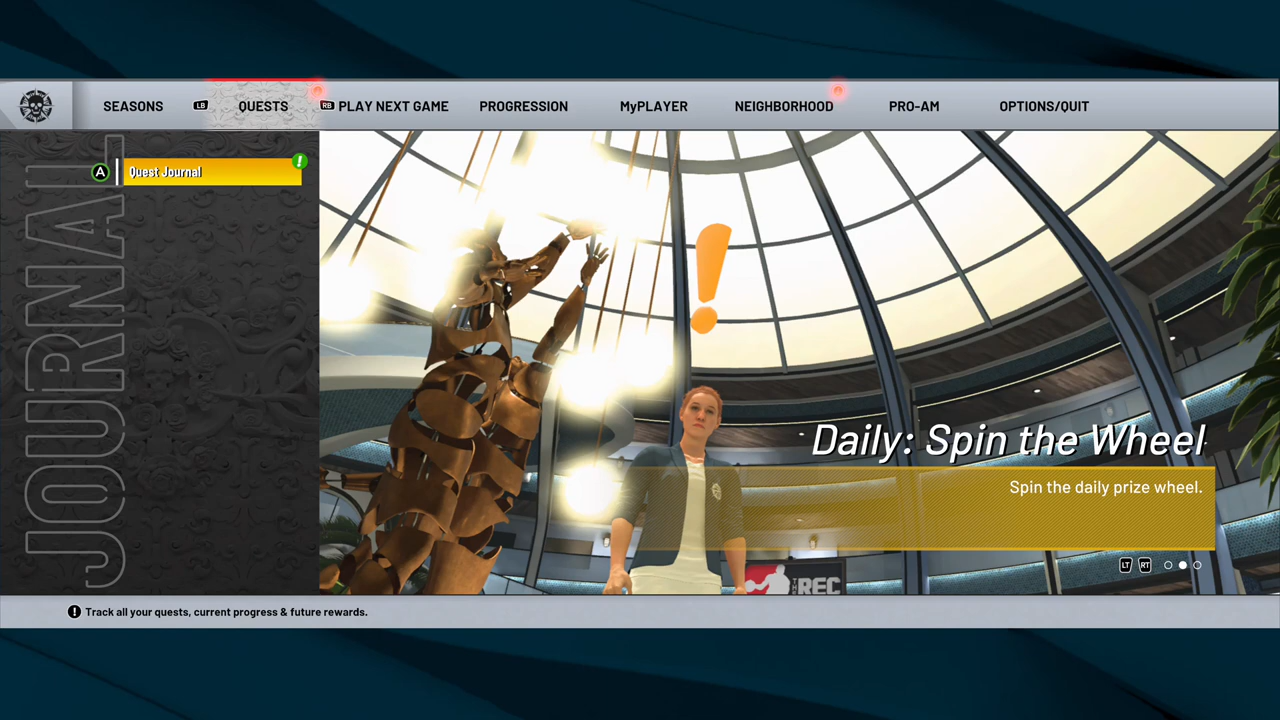 SEASONS
LB
QUESTS
RB
PLAY NEXT GAME
PROGRESSION
MyPLAYER
NEIGHBORHOOD
PRO-AM
OPTIONS/QUIT
JOURNAL
A
Quest Journal
!
Daily: Spin the Wheel
Spin the daily prize wheel.
THE REC
LT RT
Track all your quests, current progress & future rewards.